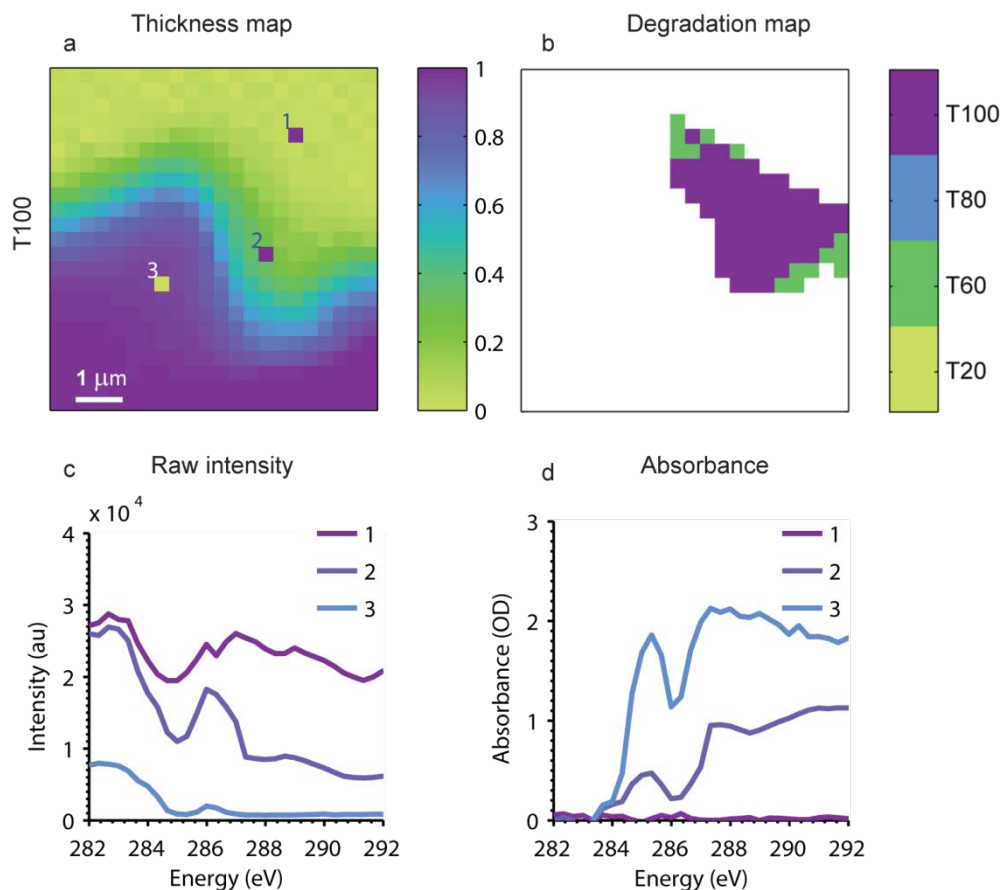 Thickness map
Degradation map
a
b
T100
1
2
3
1 μm
1
0.8
0.6
0.4
0.2
0
T100
T80
T60
T20
c
Raw intensity
d
Absorbance
x 10 4
4
3
2
1
0
Intensity (au)
1
2
3
282 284 286 288 290 292
Energy (eV)
3
2
1
0
Absorbance (OD)
1
2
3
282 284 286 288 290 292
Energy (eV)